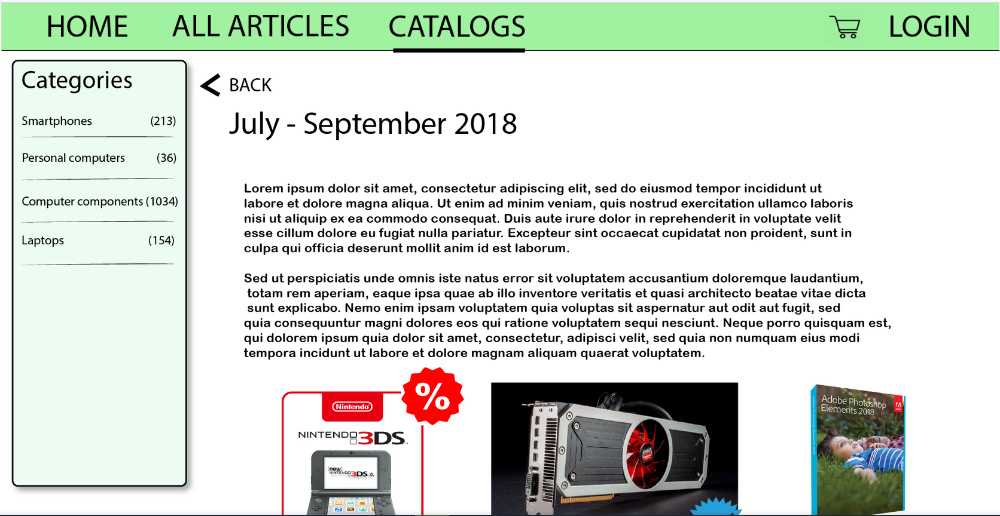 HOME ALL ARTICLES CATALOGS LOGIN
Categories
Smartphones (213)
Personal computers (36)
Computer components (1034)
Laptops (154)
BACK
July - September 2018
Lorem ipsum dolor sit amet, consectetur adipiscing elit, sed do eiusmod tempor incididunt ut
labore et dolore magna aliqua. Ut enim ad minim veniam, quis nostrud exercitation ullamco laboris
nisi ut aliquip ex ea commodo consequat. Duis aute irure dolor in reprehenderit in voluptate velit
esse cillum dolore eu fugiat nulla pariatur. Excepteur sint occaecat cupidatat non proident, sunt in
culpa qui officia deserunt mollit anim id est laborum.
Sed ut perspiciatis unde omnis iste natus error sit voluptatem accusantium doloremque laudantium,
totam rem aperiam, eaque ipsa quae ab illo inventore veritatis et quasi architecto beatae vitae dicta
sunt explicabo. Nemo enim ipsam voluptatem quia voluptas sit aspernatur aut odit aut fugit, sed
quia consequuntur magni dolores eos qui ratione voluptatem sequi nesciunt. Neque porro quisquam est,
qui dolorem ipsum quia dolor sit amet, consectetur, adipisci velit, sed quia non numquam eius modi
tempora incidunt ut labore et dolore magnam aliquam quaerat voluptatem.
%
Nintendo
NINTENDO 3DS
new
NINTENDO 3DS XL
AMD
Adobe Photoshop
Elements 2018